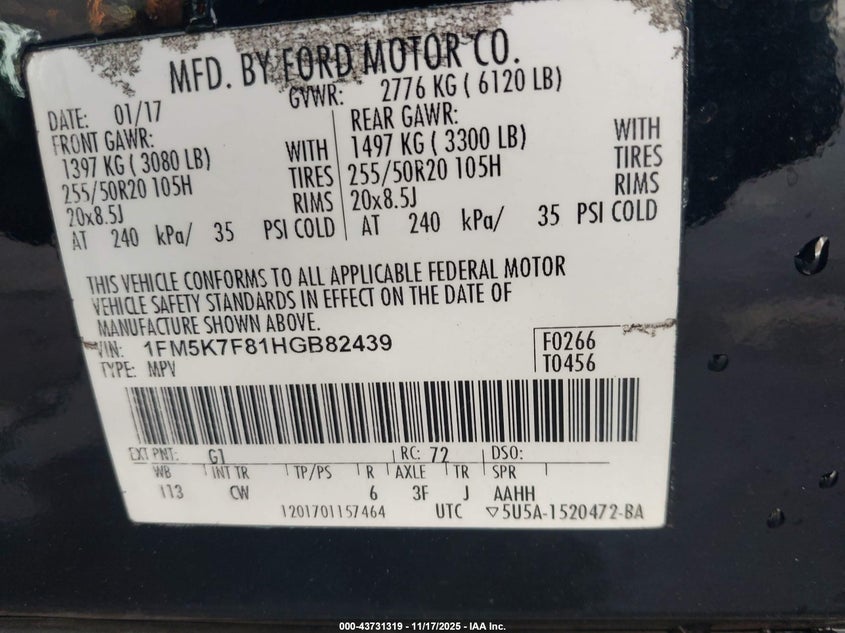 MFD. BY FORD MOTOR CO.
DATE: 01/17 GVWR: 2776 KG ( 6120 LB)
FRONT GAWR: REAR GAWR:
1397 KG ( 3080 LB) WITH 1497 KG ( 3300 LB) WITH
255/50R20 105H TIRES 255/50R20 105H TIRES
20x8.5J RIMS 20x8.5J RIMS
AT 240 kPa/ 35 PSI COLD AT 240 kPa/ 35 PSI COLD
THIS VEHICLE CONFORMS TO ALL APPLICABLE FEDERAL MOTOR
VEHICLE SAFETY STANDARDS IN EFFECT ON THE DATE OF
MANUFACTURE SHOWN ABOVE.
VIN: 1FM5K7F81HGB82439 F0266
TYPE: MPV T0456
EXT PNT: G1 RC: 72 DSO:
WB INT TR TP/PS R AXLE TR SPR
113 CW 6 3F J AAHH
1201701157464 UTC ▽5U5A-1520472-BA
000-43731319 - 11/17/2025 - IAA Inc.